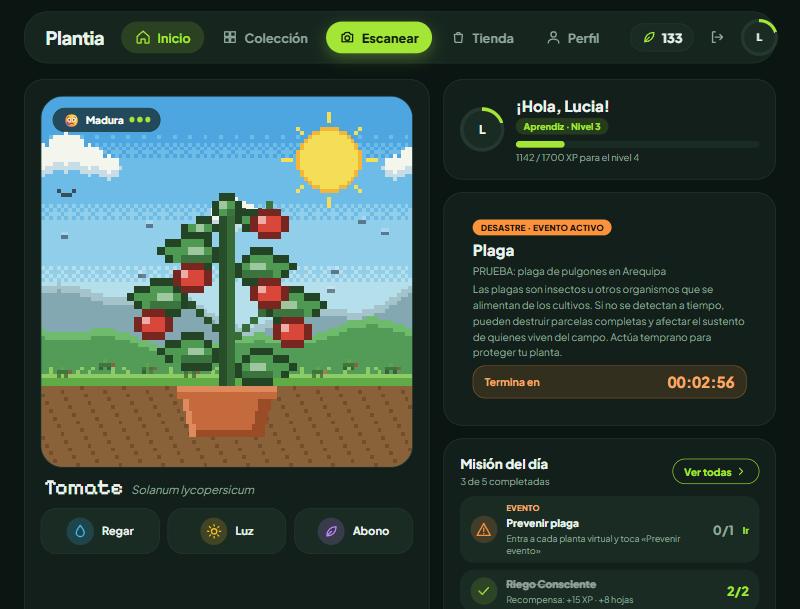 Plantia
Inicio
Colección
Escanear
Tienda
Perfil
133
L
Madura
Tomate Solanum lycopersicum
Regar
Luz
Abono
L
¡Hola, Lucia!
Aprendiz · Nivel 3
1142 / 1700 XP para el nivel 4
DESASTRE · EVENTO ACTIVO
Plaga
PRUEBA: plaga de pulgones en Arequipa
Las plagas son insectos u otros organismos que se
alimentan de los cultivos. Si no se detectan a tiempo,
pueden destruir parcelas completas y afectar el sustento
de quienes viven del campo. Actúa temprano para
proteger tu planta.
Termina en 00:02:56
Misión del día
3 de 5 completadas
Ver todas
EVENTO
Prevenir plaga
Entra a cada planta virtual y toca «Prevenir
evento»
0/1 Ir
Riego Consciente
Recompensa: +15 XP · +8 hojas
2/2